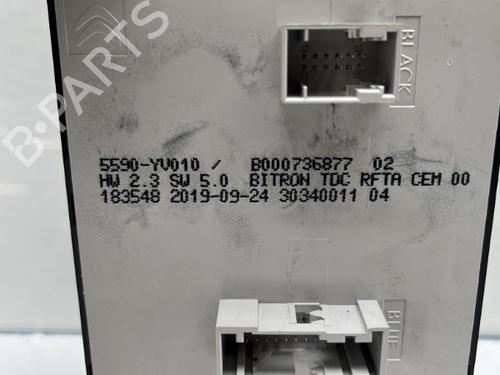 BLACK
5590-YV010 / B000736877 02
HW 2.3 SW 5.0 BITRON TDC RFTA CEM 00
183548 2019-09-24 30340011 04
BLUE
B-PARTS